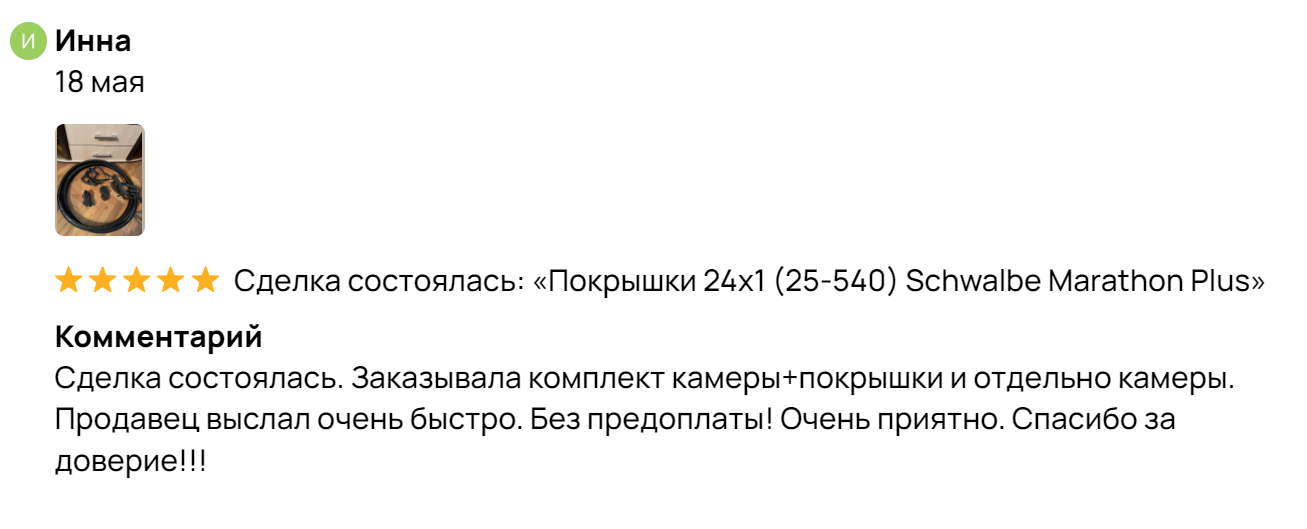 И Инна
18 мая
Сделка состоялась: «Покрышки 24х1 (25-540) Schwalbe Marathon Plus»
Комментарий
Сделка состоялась. Заказывала комплект камеры+покрышки и отдельно камеры.
Продавец выслал очень быстро. Без предоплаты! Очень приятно. Спасибо за
доверие!!!